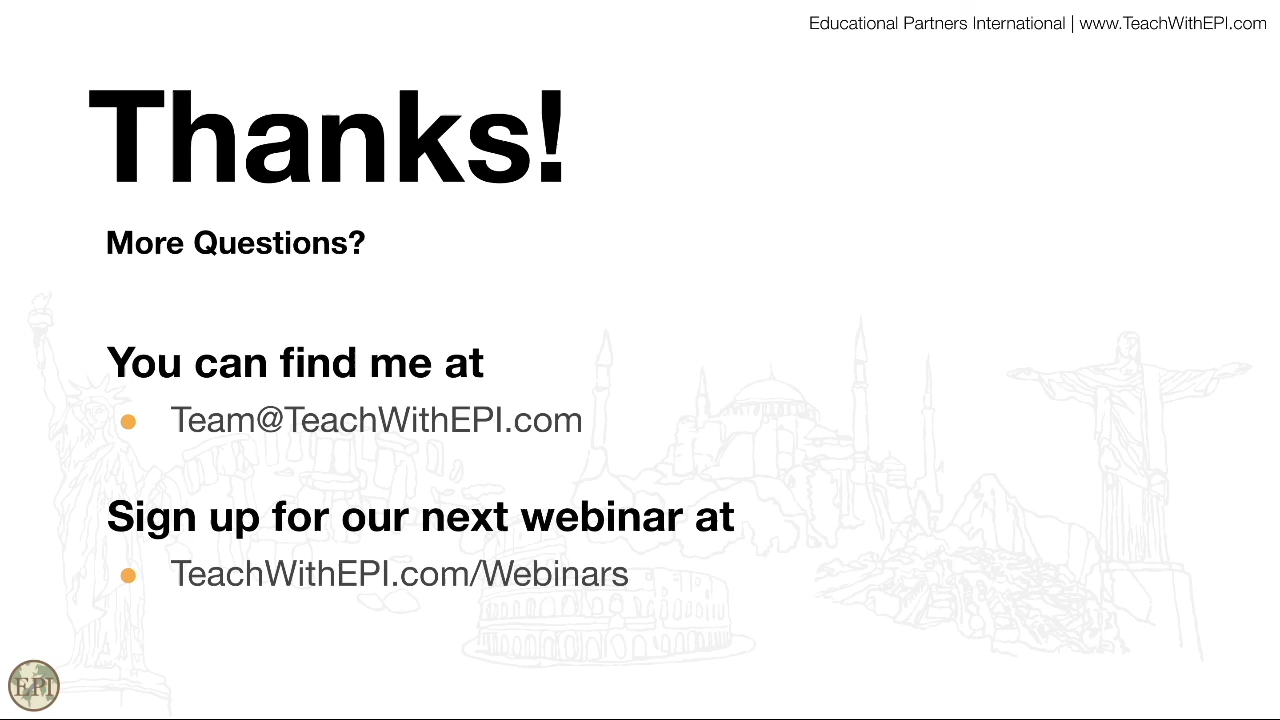 Educational Partners International | www.TeachWithEPI.com
Thanks!
More Questions?
You can find me at
● Team@TeachWithEPI.com
Sign up for our next webinar at
● TeachWithEPI.com/Webinars
EPI